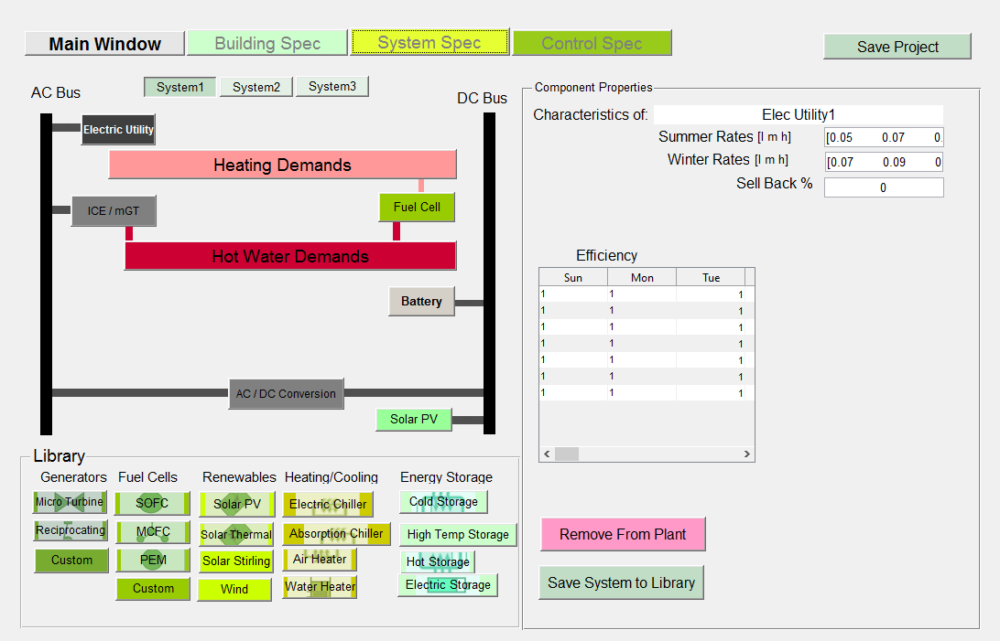 Main Window Building Spec System Spec Control Spec Save Project
System1 System2 System3
AC Bus
DC Bus
Electric Utility
Heating Demands
ICE / mGT
Fuel Cell
Hot Water Demands
Battery
AC / DC Conversion
Solar PV
Component Properties
Characteristics of: Elec Utility1
Summer Rates [l m h] [0.05 0.07 0.
Winter Rates [l m h] [0.07 0.09 0
Sell Back % 0
Efficiency
Sun Mon Tue
1 1 1
1 1 1
1 1 1
1 1 1
1 1 1
1 1 1
1 1 1
Remove From Plant
Save System to Library
Library
Generators Fuel Cells Renewables Heating/Cooling Energy Storage
Micro Turbine SOFC Solar PV Electric Chiller Cold Storage
Reciprocating MCFC Solar Thermal Absorption Chiller High Temp Storage
Custom PEM Solar Stirling Air Heater Hot Storage
Custom Wind Water Heater Electric Storage